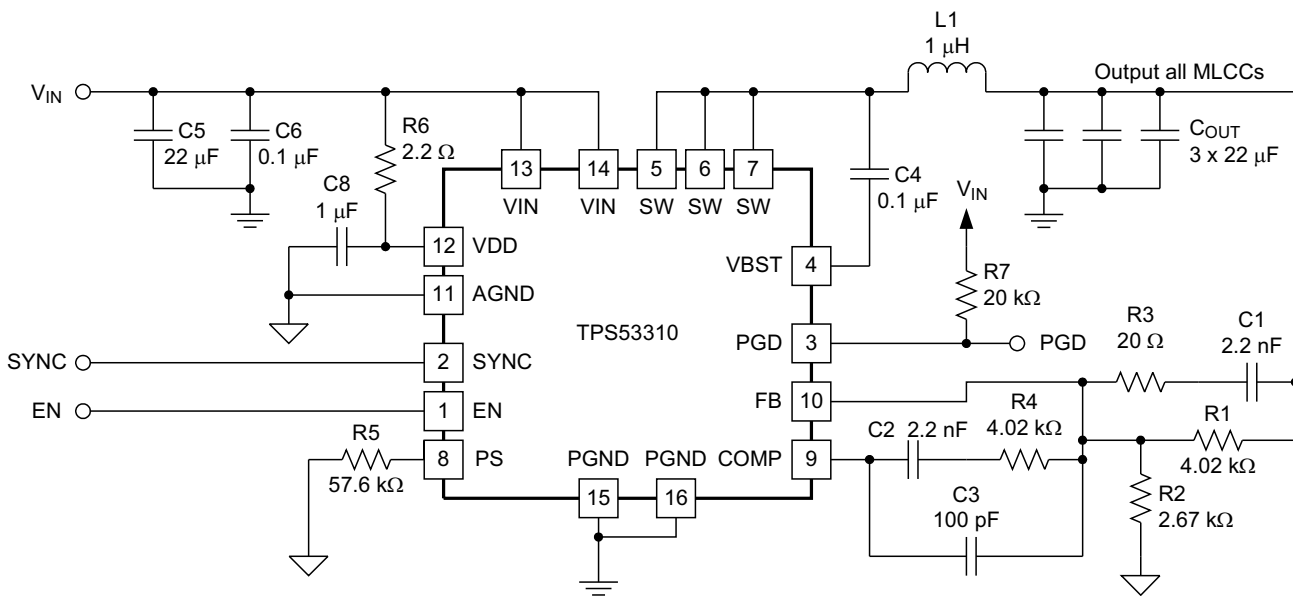 L1
1 µH
Output all MLCCs
VIN
C5
22 µF
C6
0.1 µF
R6
2.2 Ω
C8
1 µF
13
14
5
6
7
VIN
VIN
SW
SW
SW
C4
0.1 µF
COUT
3 x 22 µF
VIN
12
VDD
VBST
4
R7
20 kΩ
11
AGND
TPS53310
SYNC
2
SYNC
PGD
3
PGD
R3
20 Ω
C1
2.2 nF
EN
1
EN
FB
10
R5
57.6 kΩ
8
PS
PGND
PGND
COMP
9
C2
2.2 nF
R4
4.02 kΩ
R1
4.02 kΩ
15
16
C3
100 pF
R2
2.67 kΩ